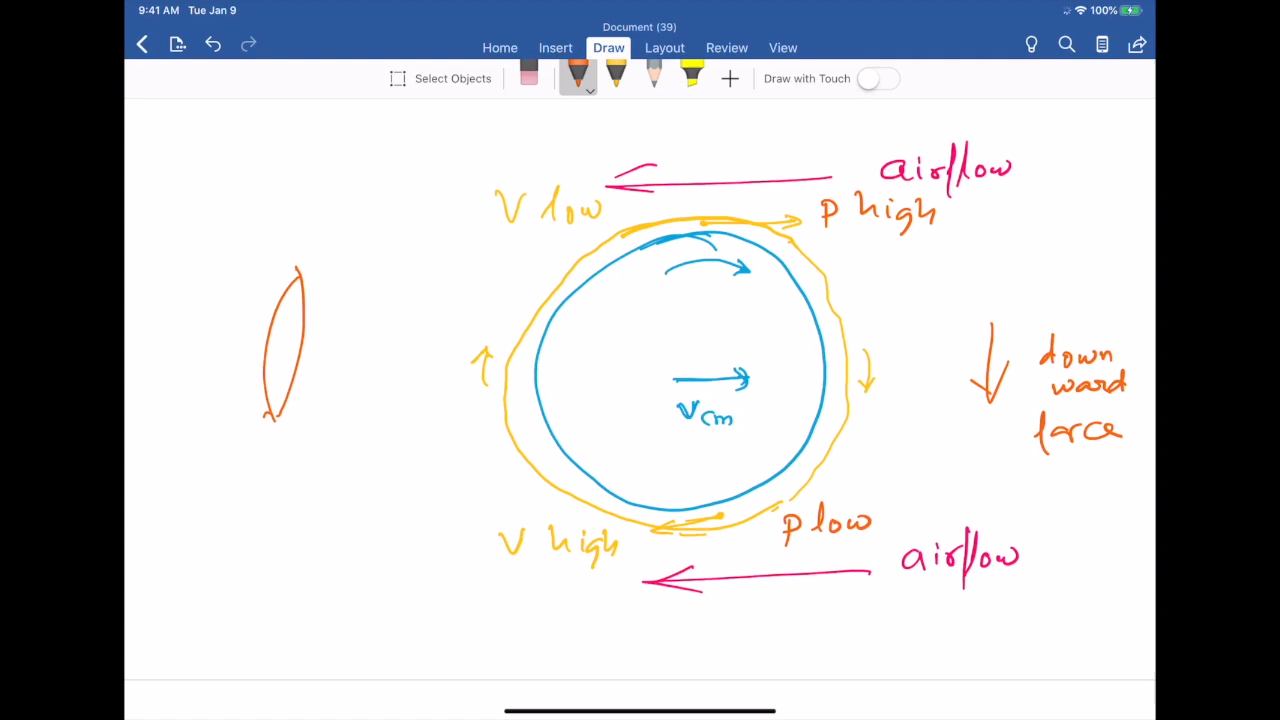 9:41 AM Tue Jan 9
100%
Document (39)
Home Insert Draw Layout Review View
Select Objects
Draw with Touch
airflow
V low
P high
down
ward
force
Vcm
P low
V high
airflow